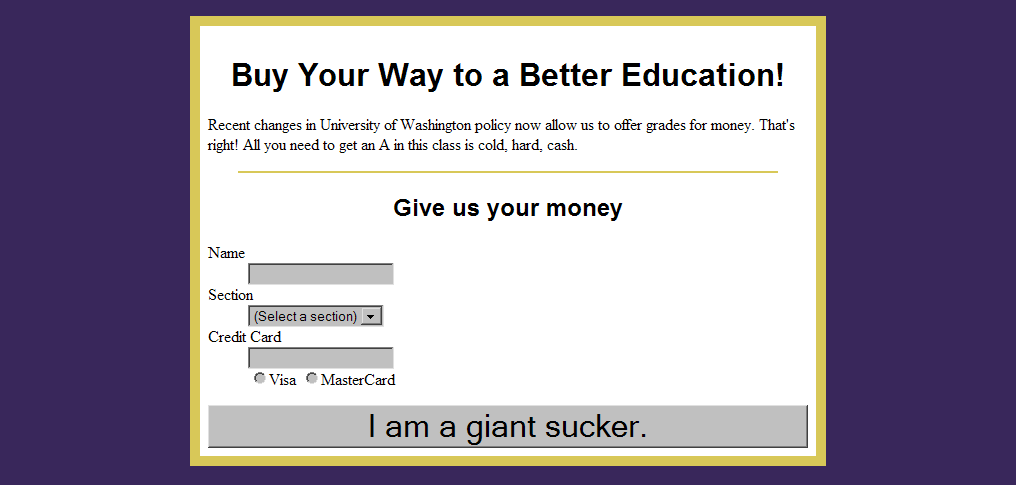 Buy Your Way to a Better Education!
Recent changes in University of Washington policy now allow us to offer grades for money. That's
right! All you need to get an A in this class is cold, hard, cash.
Give us your money
Name
Section
(Select a section)
Credit Card
Visa MasterCard
I am a giant sucker.